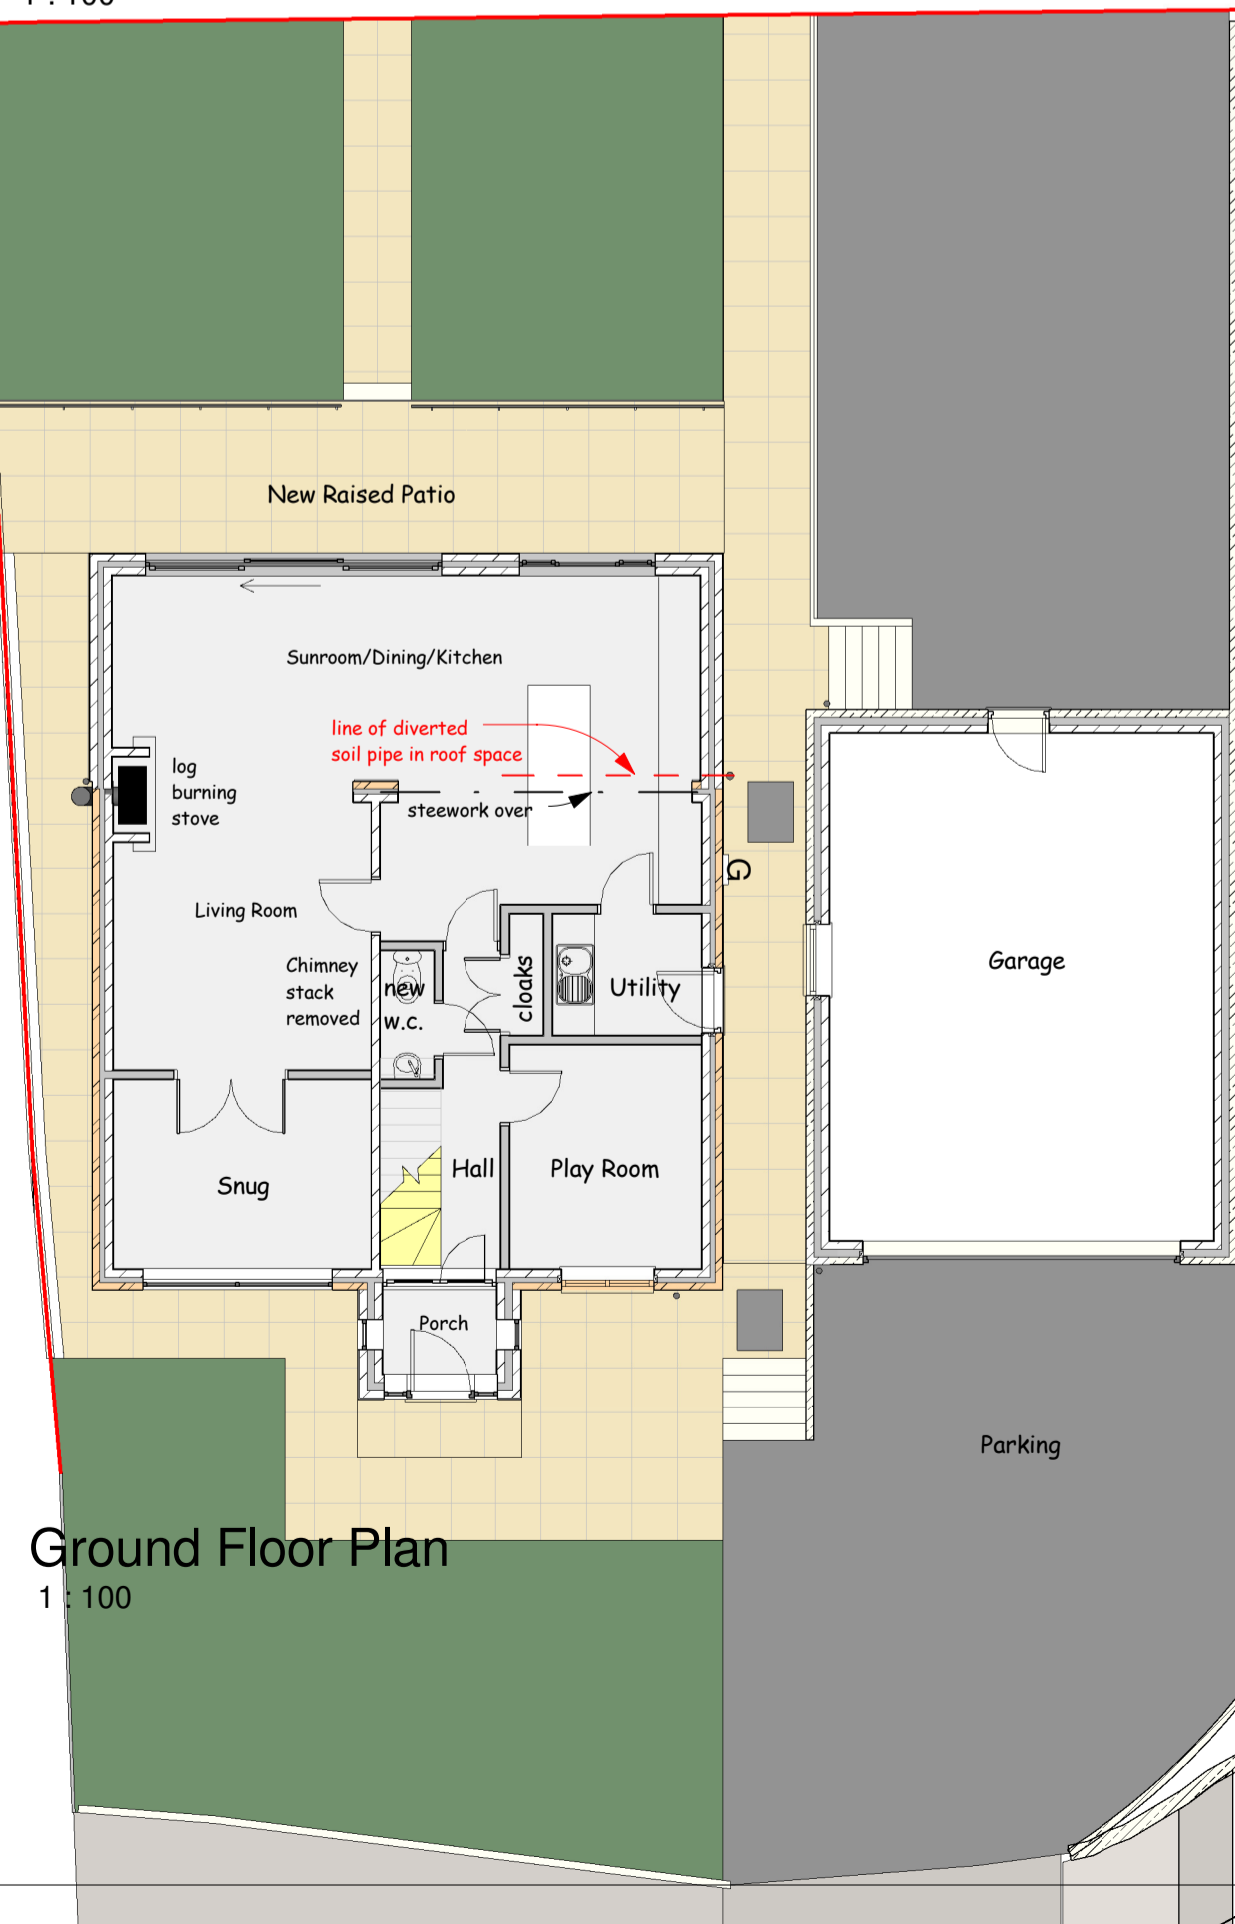 1 : 100
New Raised Patio
Sunroom/Dining/Kitchen
line of diverted
soil pipe in roof space
log
burning
stove
steework over
G
Living Room
Chimney
stack
removed
new
w.c.
cloaks
Utility
Garage
Snug
Hall
Play Room
Porch
Parking
Ground Floor Plan
1 : 100